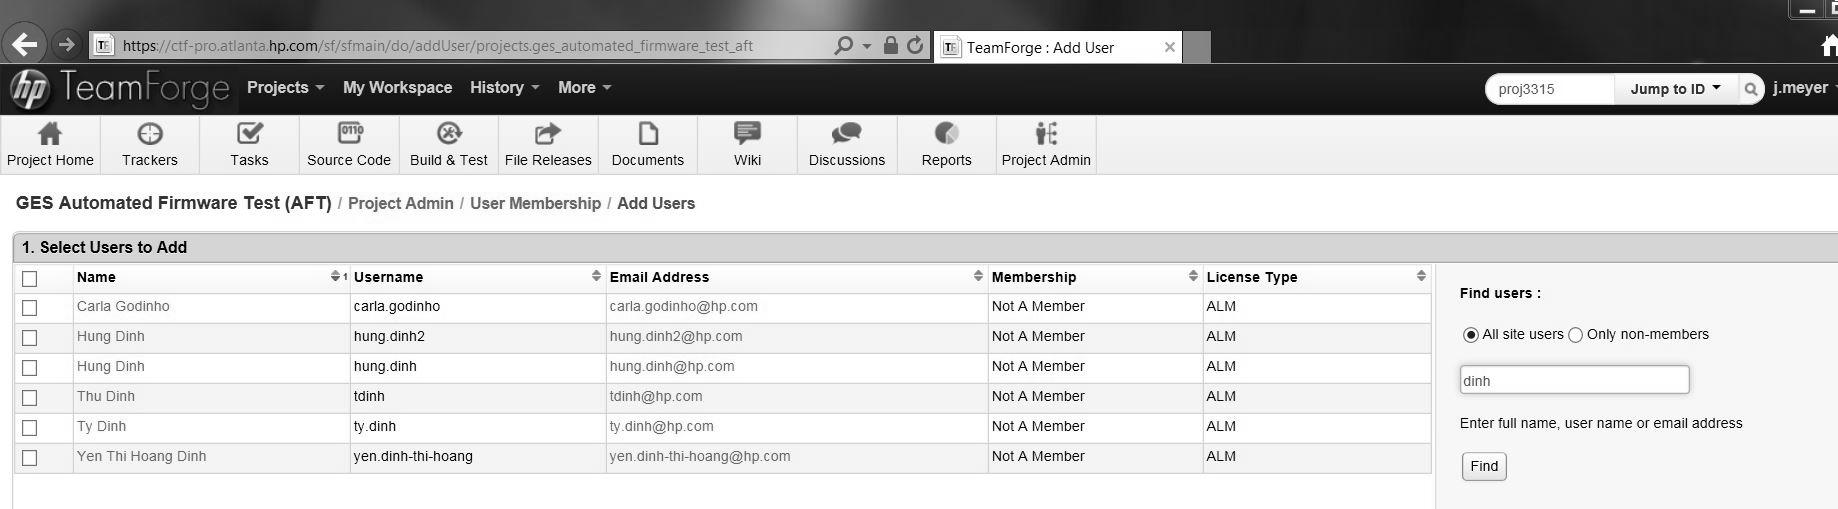 https://ctf-pro.atlanta.hp.com/sf/sfmain/do/addUser/projects.ges_automated_firmware_test_aft
TeamForge : Add User
hp TeamForge Projects My Workspace History More proj3315 Jump to ID j.meyer
Project Home Trackers Tasks Source Code Build & Test File Releases Documents Wiki Discussions Reports Project Admin
GES Automated Firmware Test (AFT) / Project Admin / User Membership / Add Users
1. Select Users to Add
Name 1 Username Email Address Membership License Type
Carla Godinho carla.godinho carla.godinho@hp.com Not A Member ALM
Hung Dinh hung.dinh2 hung.dinh2@hp.com Not A Member ALM
Hung Dinh hung.dinh hung.dinh@hp.com Not A Member ALM
Thu Dinh tdinh tdinh@hp.com Not A Member ALM
Ty Dinh ty.dinh ty.dinh@hp.com Not A Member ALM
Yen Thi Hoang Dinh yen.dinh-thi-hoang yen.dinh-thi-hoang@hp.com Not A Member ALM
Find users :
All site users Only non-members
dinh
Enter full name, user name or email address
Find